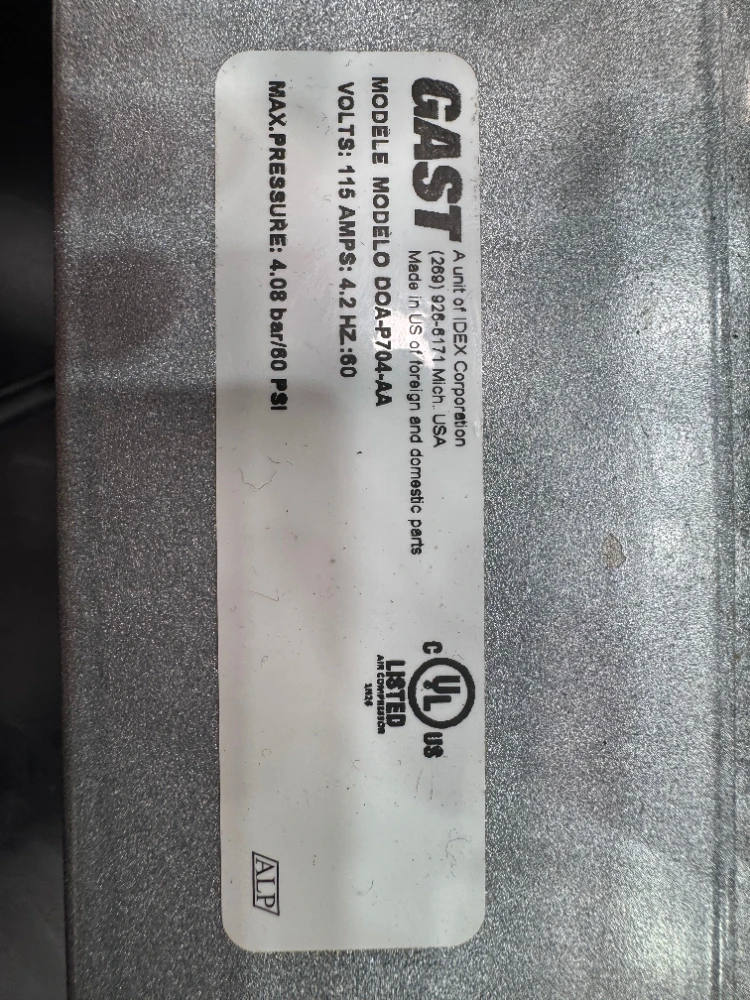 GAST
A unit of IDEX Corporation
(269) 926-6171 Mich. USA
Made in US of foreign and domestic parts
MODÈLE MODELO DOA-P704-AA
VOLTS: 115 AMPS: 4.2 HZ.:60
MAX.PRESSURE: 4.08 bar/60 PSI
C UL US
LISTED
AIR COMPRESSOR
ALP